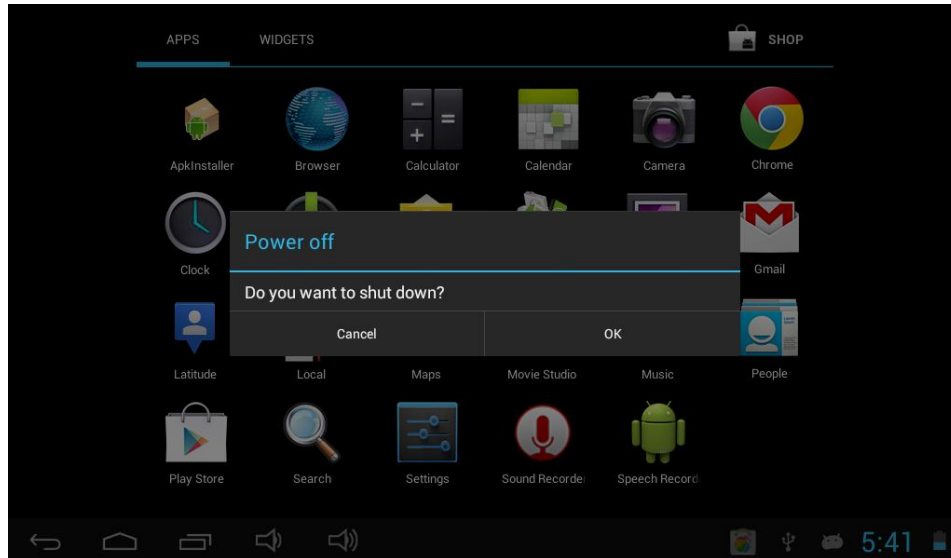 APPS WIDGETS SHOP
ApkInstaller Browser Calculator Calendar Camera Chrome
Power off
Clock Gmail
Do you want to shut down?
Cancel OK
Latitude Local Maps Movie Studio Music People
Play Store Search Settings Sound Recorde Speech Record
5:41